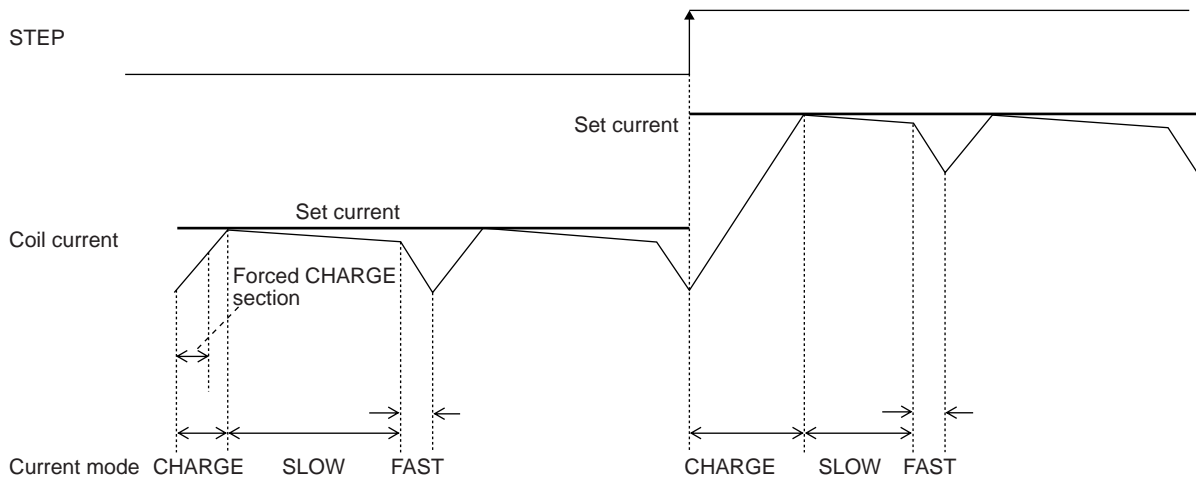 STEP
Set current
Set current
Coil current
Forced CHARGE
section
Current mode CHARGE SLOW FAST CHARGE SLOW FAST